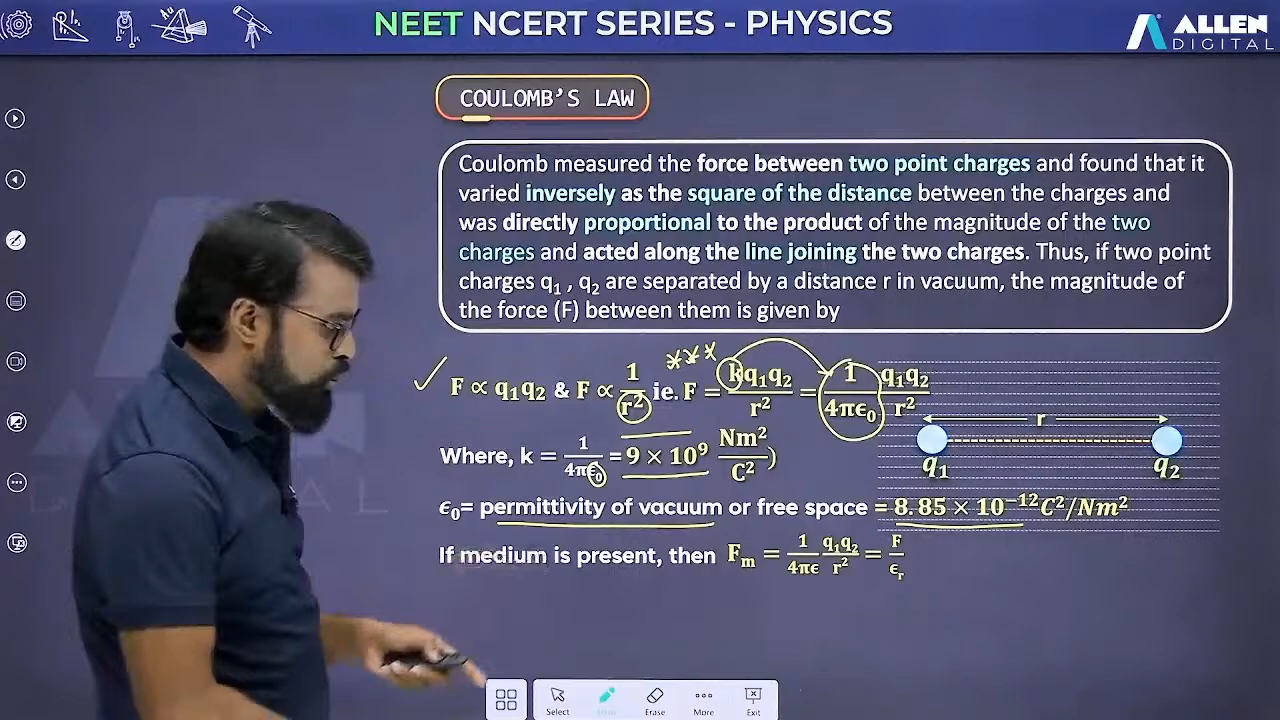 NEET NCERT SERIES - PHYSICS
ALLEN
DIGITAL
COULOMB'S LAW
Coulomb measured the force between two point charges and found that it
varied inversely as the square of the distance between the charges and
was directly proportional to the product of the magnitude of the two
charges and acted along the line joining the two charges. Thus, if two point
charges q₁ , q₂ are separated by a distance r in vacuum, the magnitude of
the force (F) between them is given by
***
F ∝ q₁q₂ & F ∝ 1/r² ie. F = kq₁q₂/r² = 1/4πϵ₀ q₁q₂/r²
r
q₁ q₂
Where, k = 1/4πϵ₀ = 9 × 10⁹ Nm²/C²)
ϵ₀= permittivity of vacuum or free space = 8.85 × 10⁻¹²C²/Nm²
If medium is present, then Fₘ = 1/4πϵ q₁q₂/r² = F/ϵᵣ
Select
Erase
More
Exit